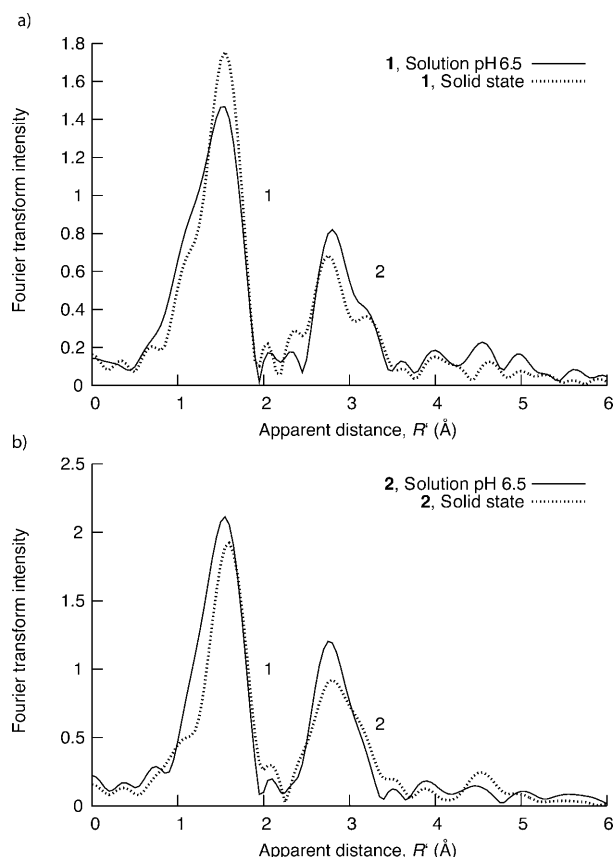 a)
1.8
1.6
1.4
1.2
1
0.8
0.6
0.4
0.2
0
Fourier transform intensity
1, Solution pH 6.5
1, Solid state
1
2
0 1 2 3 4 5 6
Apparent distance, R‘ (Å)
b)
2.5
2
1.5
1
0.5
0
Fourier transform intensity
2, Solution pH 6.5
2, Solid state
1
2
0 1 2 3 4 5 6
Apparent distance, R‘ (Å)